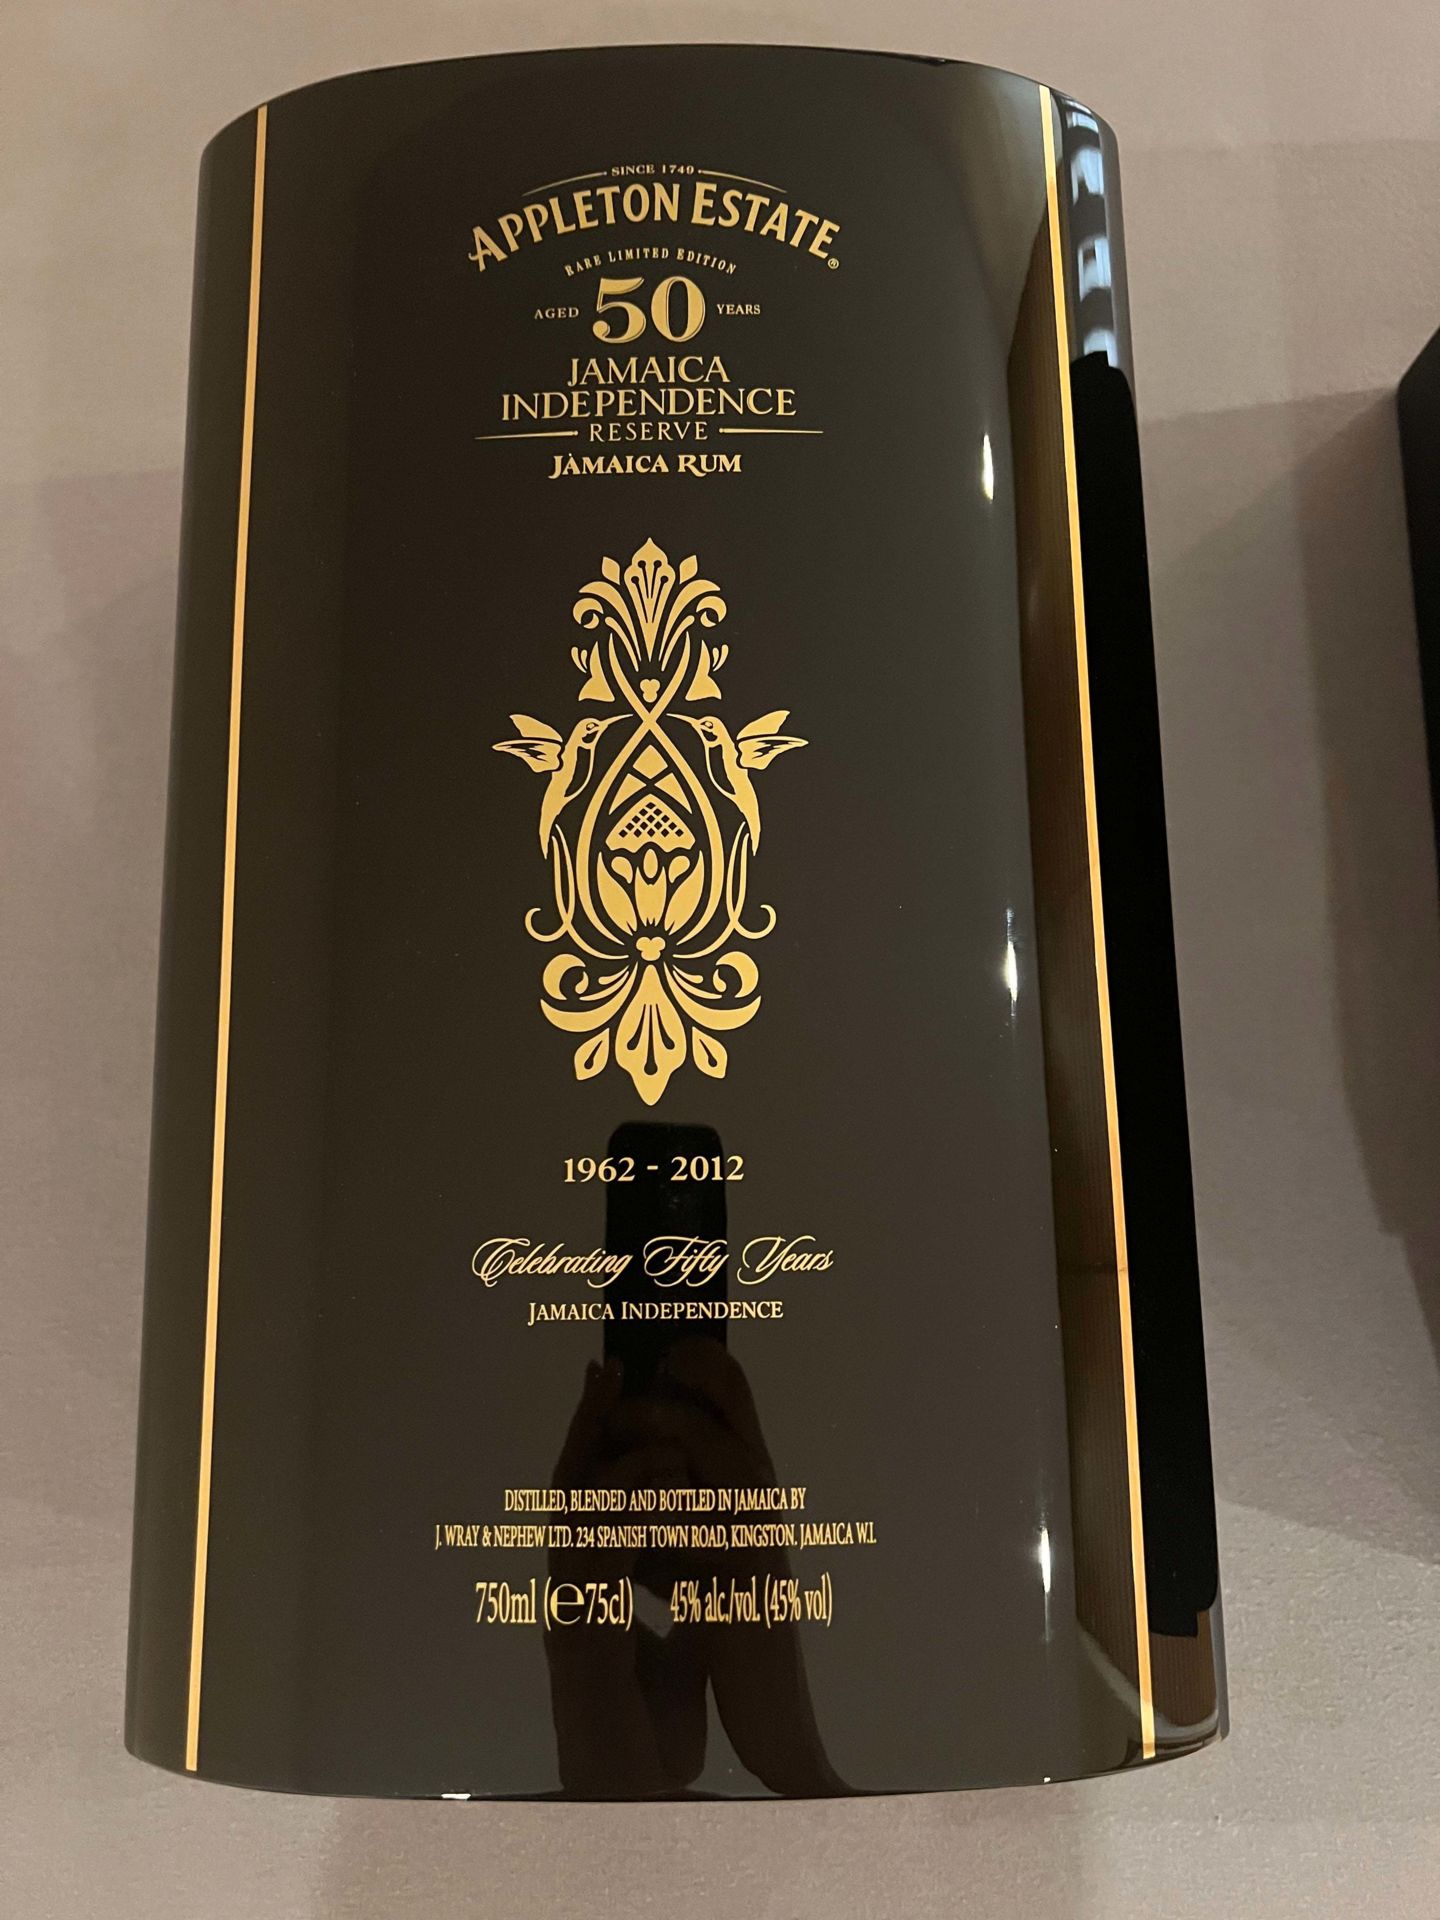 SINCE 1749
APPLETON ESTATE®
RARE LIMITED EDITION
AGED 50 YEARS
JAMAICA
INDEPENDENCE
RESERVE
JAMAICA RUM
1962 - 2012
Celebrating Fifty Years
JAMAICA INDEPENDENCE
DISTILLED, BLENDED AND BOTTLED IN JAMAICA BY
J. WRAY & NEPHEW LTD. 234 SPANISH TOWN ROAD, KINGSTON. JAMAICA W.I.
750ml (℮75cl) 45% alc./vol. (45% vol)